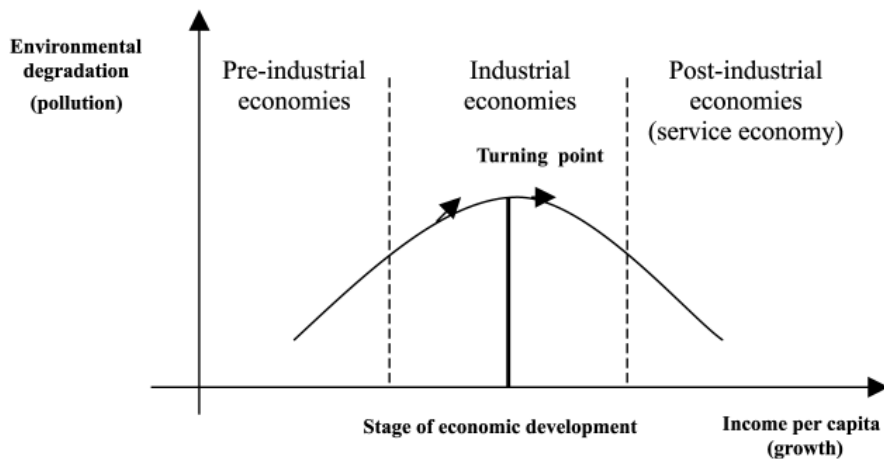 Environmental
degradation
(pollution)
Pre-industrial
economies
Industrial
economies
Post-industrial
economies
(service economy)
Turning point
Stage of economic development
Income per capita
(growth)